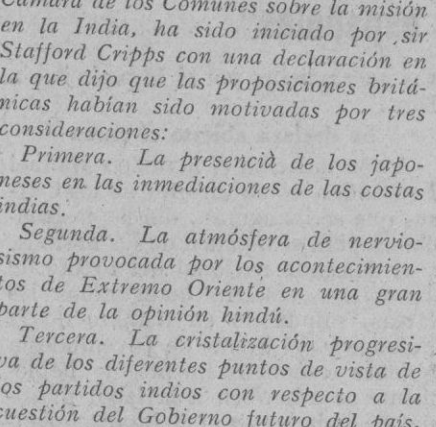 Cámara de los Comunes sobre la misión
en la India, ha sido iniciado por sir
Stafford Cripps con una declaración en
la que dijo que las proposiciones britá-
nicas habían sido motivadas por tres
consideraciones:
Primera. La presencià de los japo-
neses en las inmediaciones de las costas
indias.
Segunda. La atmósfera de nervio-
sismo provocada por los acontecimien-
tos de Extremo Oriente en una gran
parte de la opinión hindú.
Tercera. La cristalización progresi-
va de los diferentes puntos de vista de
los partidos indios con respecto a la
cuestión del Gobierno futuro del país.